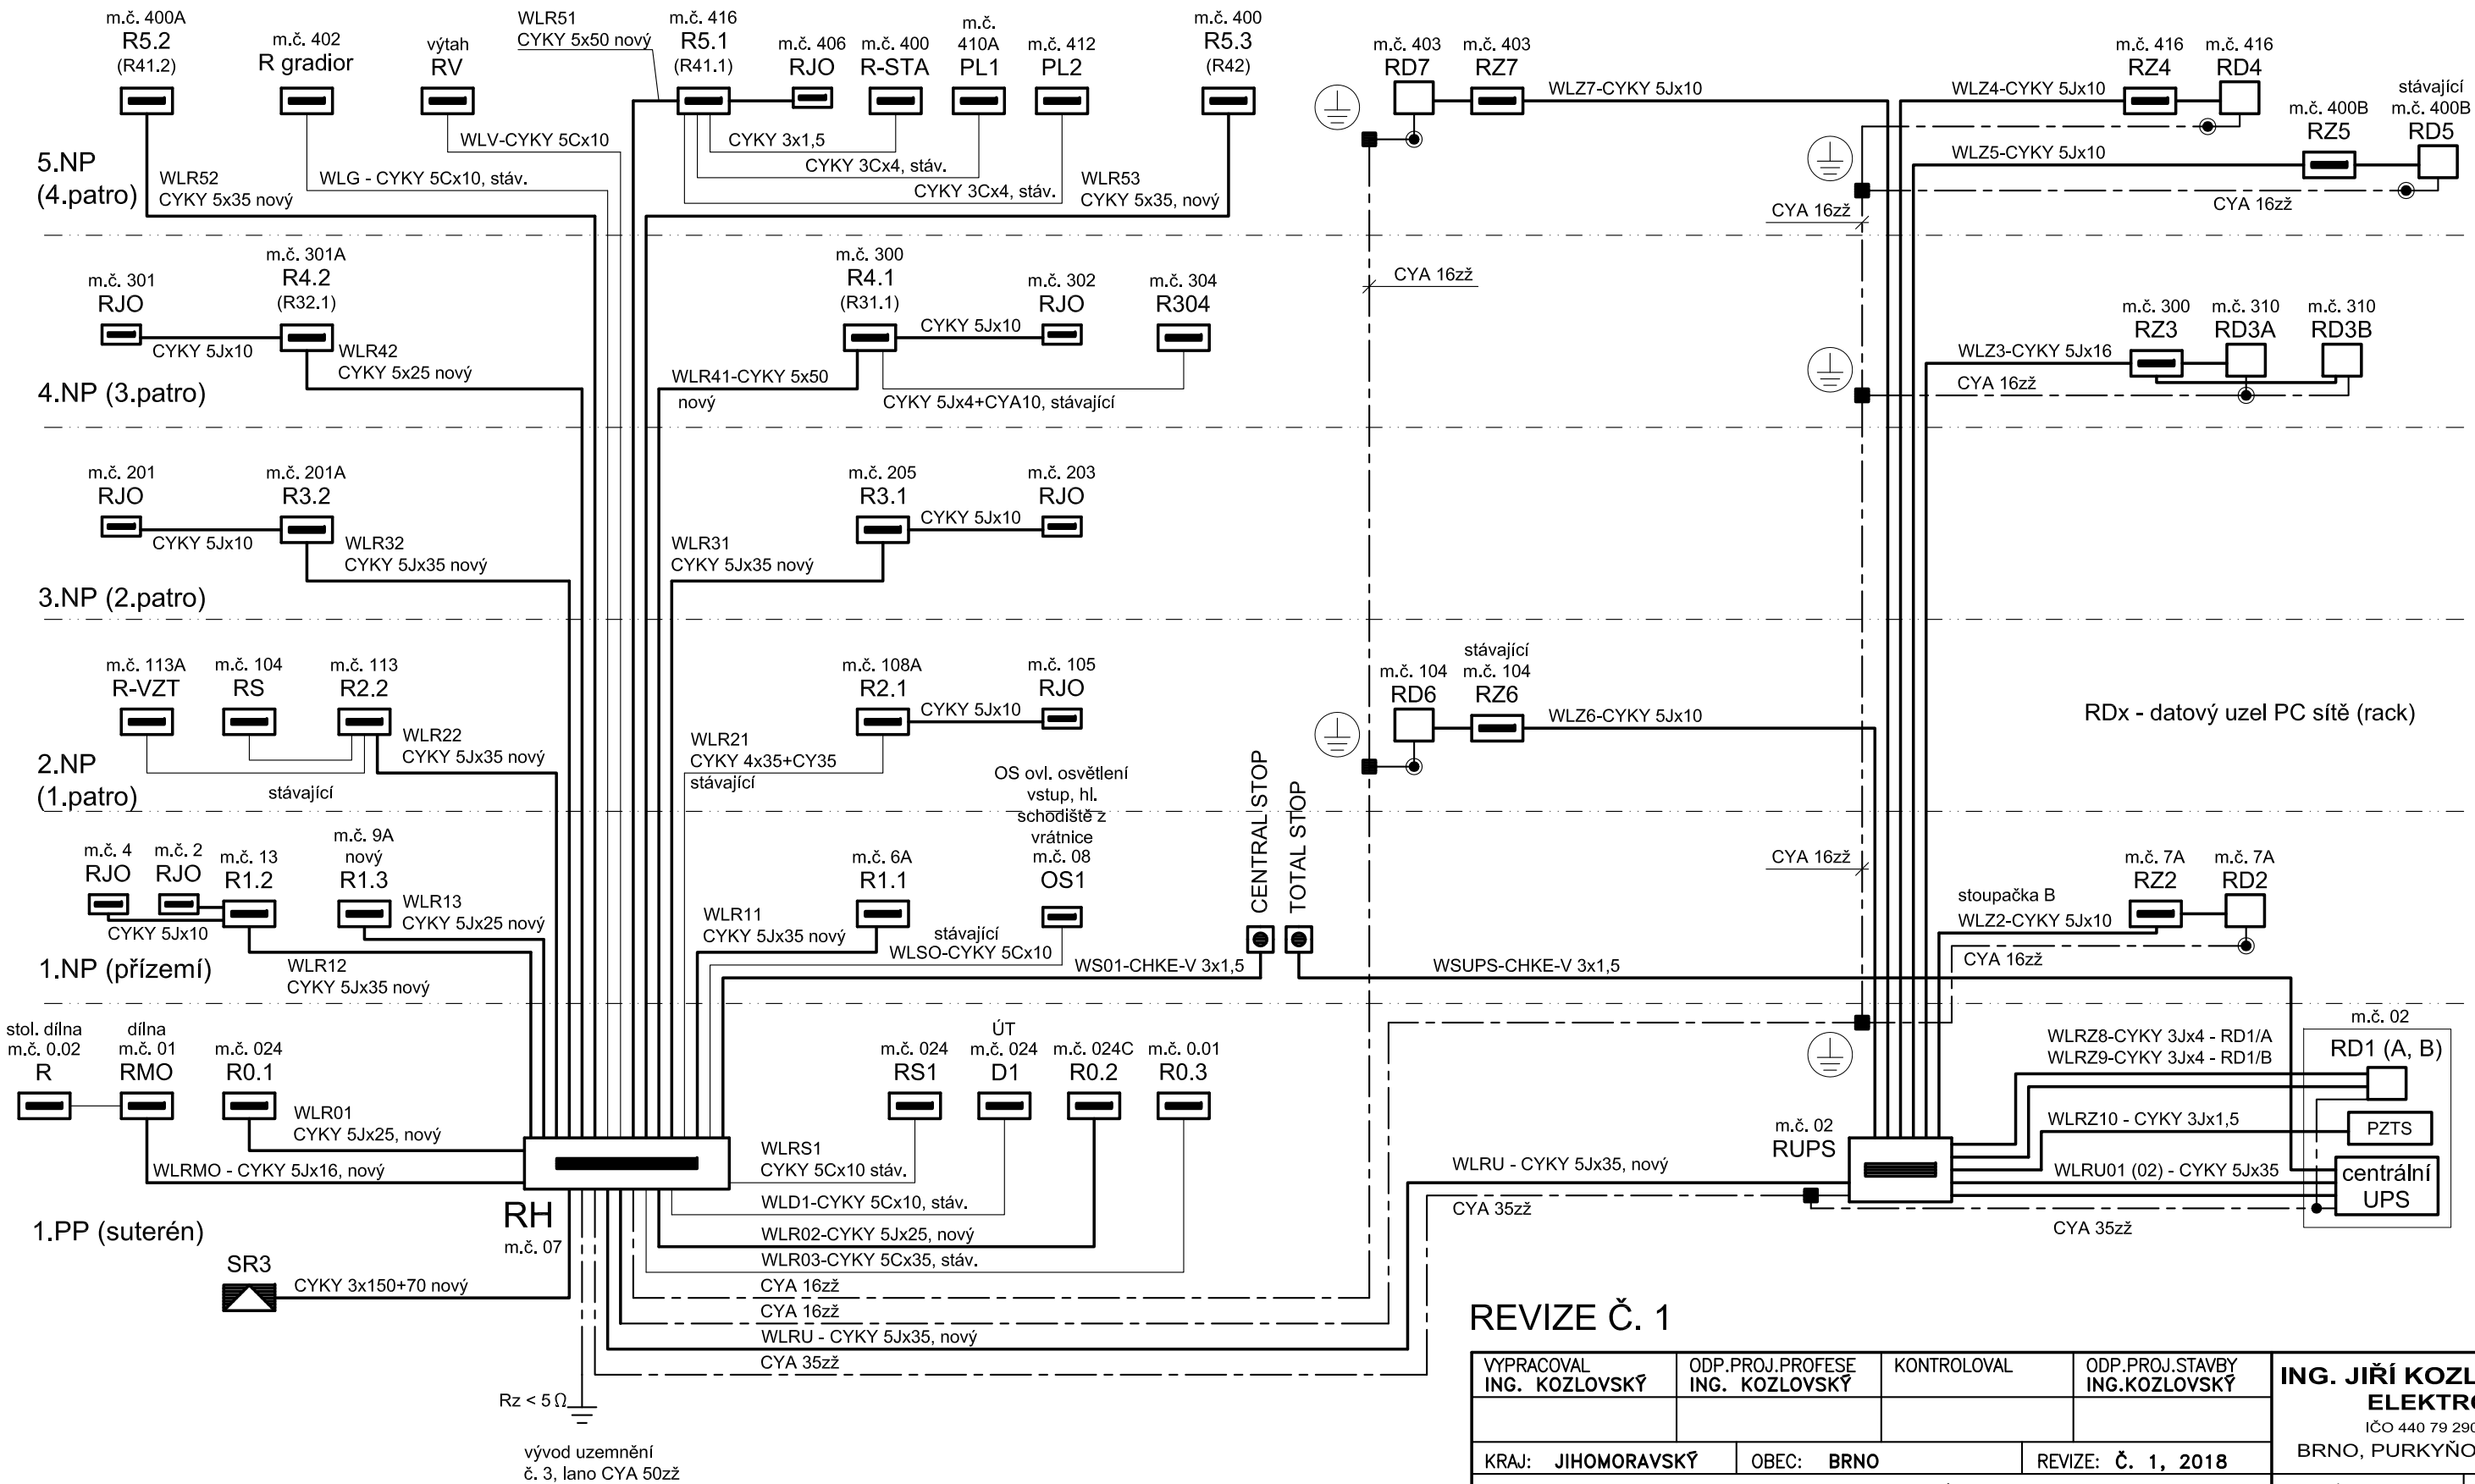 m.č. 400A
R5.2
(R41.2)
m.č. 402
R gradior
výtah
RV
WLR51
CYKY 5x50 nový
m.č. 416
R5.1
(R41.1)
m.č. 406
RJO
m.č. 400
R-STA
m.č.
410A
PL1
m.č. 412
PL2
m.č. 400
R5.3
(R42)
m.č. 403
RD7
m.č. 403
RZ7
WLZ7-CYKY 5Jx10
WLZ4-CYKY 5Jx10
m.č. 416
RZ4
m.č. 416
RD4
m.č. 400B
RZ5
stávající
m.č. 400B
RD5
WLV-CYKY 5Cx10
CYKY 3x1,5
CYKY 3Cx4, stáv.
CYKY 3Cx4, stáv.
WLR53
CYKY 5x35, nový
WLZ5-CYKY 5Jx10
CYA 16zž
CYA 16zž
5.NP
(4.patro)
WLR52
CYKY 5x35 nový
WLG - CYKY 5Cx10, stáv.
m.č. 301
RJO
m.č. 301A
R4.2
(R32.1)
m.č. 300
R4.1
(R31.1)
m.č. 302
RJO
m.č. 304
R304
CYA 16zž
m.č. 300
RZ3
m.č. 310
RD3A
m.č. 310
RD3B
CYKY 5Jx10
WLR42
CYKY 5x25 nový
CYKY 5Jx10
WLR41-CYKY 5x50
nový
CYKY 5Jx4+CYA10, stávající
WLZ3-CYKY 5Jx16
CYA 16zž
4.NP (3.patro)
m.č. 201
RJO
m.č. 201A
R3.2
m.č. 205
R3.1
m.č. 203
RJO
CYKY 5Jx10
WLR32
CYKY 5Jx35 nový
WLR31
CYKY 5Jx35 nový
CYKY 5Jx10
3.NP (2.patro)
m.č. 113A
R-VZT
m.č. 104
RS
m.č. 113
R2.2
m.č. 108A
R2.1
m.č. 105
RJO
m.č. 104
RD6
stávající
m.č. 104
RZ6
WLR22
CYKY 5Jx35 nový
WLR21
CYKY 4x35+CY35
stávající
CYKY 5Jx10
WLZ6-CYKY 5Jx10
RDx - datový uzel PC sítě (rack)
2.NP
(1.patro)
stávající
OS ovl. osvětlení
vstup, hl.
schodiště z
vrátnice
m.č. 08
OS1
CENTRAL STOP
TOTAL STOP
m.č. 4
RJO
m.č. 2
RJO
m.č. 13
R1.2
m.č. 9A
nový
R1.3
m.č. 6A
R1.1
CYA 16zž
m.č. 7A
RZ2
m.č. 7A
RD2
CYKY 5Jx10
WLR13
CYKY 5Jx25 nový
WLR11
CYKY 5Jx35 nový
stávající
WLSO-CYKY 5Cx10
stoupačka B
WLZ2-CYKY 5Jx10
CYA 16zž
1.NP (přízemí)
WLR12
CYKY 5Jx35 nový
WS01-CHKE-V 3x1,5
WSUPS-CHKE-V 3x1,5
stol. dílna
m.č. 0.02
R
dílna
m.č. 01
RMO
m.č. 024
R0.1
m.č. 024
RS1
ÚT
m.č. 024
D1
m.č. 024C
R0.2
m.č. 0.01
R0.3
m.č. 02
RD1 (A, B)
WLRZ8-CYKY 3Jx4 - RD1/A
WLRZ9-CYKY 3Jx4 - RD1/B
WLR01
CYKY 5Jx25, nový
WLRMO - CYKY 5Jx16, nový
WLRS1
CYKY 5Cx10 stáv.
WLD1-CYKY 5Cx10, stáv.
WLR02-CYKY 5Jx25, nový
WLR03-CYKY 5Cx35, stáv.
CYA 16zž
CYA 16zž
WLRU - CYKY 5Jx35, nový
CYA 35zž
m.č. 02
RUPS
WLRZ10 - CYKY 3Jx1,5
PZTS
WLRU - CYKY 5Jx35, nový
CYA 35zž
WLRU01 (02) - CYKY 5Jx35
centrální
UPS
CYA 35zž
RH
m.č. 07
1.PP (suterén)
SR3
CYKY 3x150+70 nový
Rz < 5 Ω
vývod uzemnění
č. 3, lano CYA 50zž
REVIZE Č. 1
VYPRACOVAL
ING. KOZLOVSKÝ
ODP.PROJ.PROFESE
ING. KOZLOVSKÝ
KONTROLOVAL
ODP.PROJ.STAVBY
ING.KOZLOVSKÝ
ING. JIŘÍ KOZL
ELEKTR
IČO 440 79 290
BRNO, PURKYŇO
KRAJ: JIHOMORAVSKÝ
OBEC: BRNO
REVIZE: Č. 1, 2018